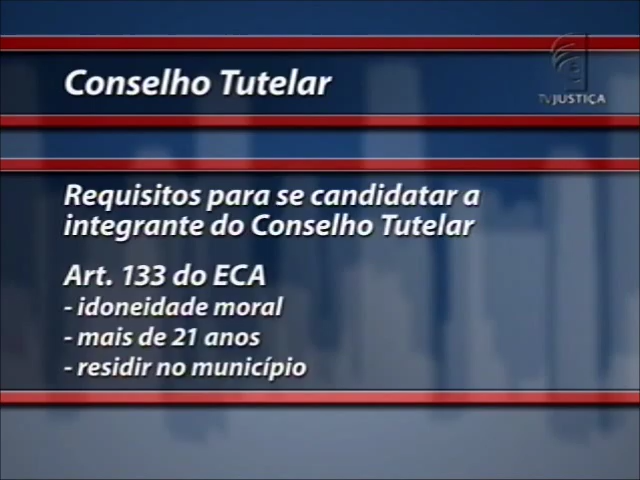 TV JUSTIÇA
Conselho Tutelar
Requisitos para se candidatar a
integrante do Conselho Tutelar
Art. 133 do ECA
- idoneidade moral
- mais de 21 anos
- residir no município